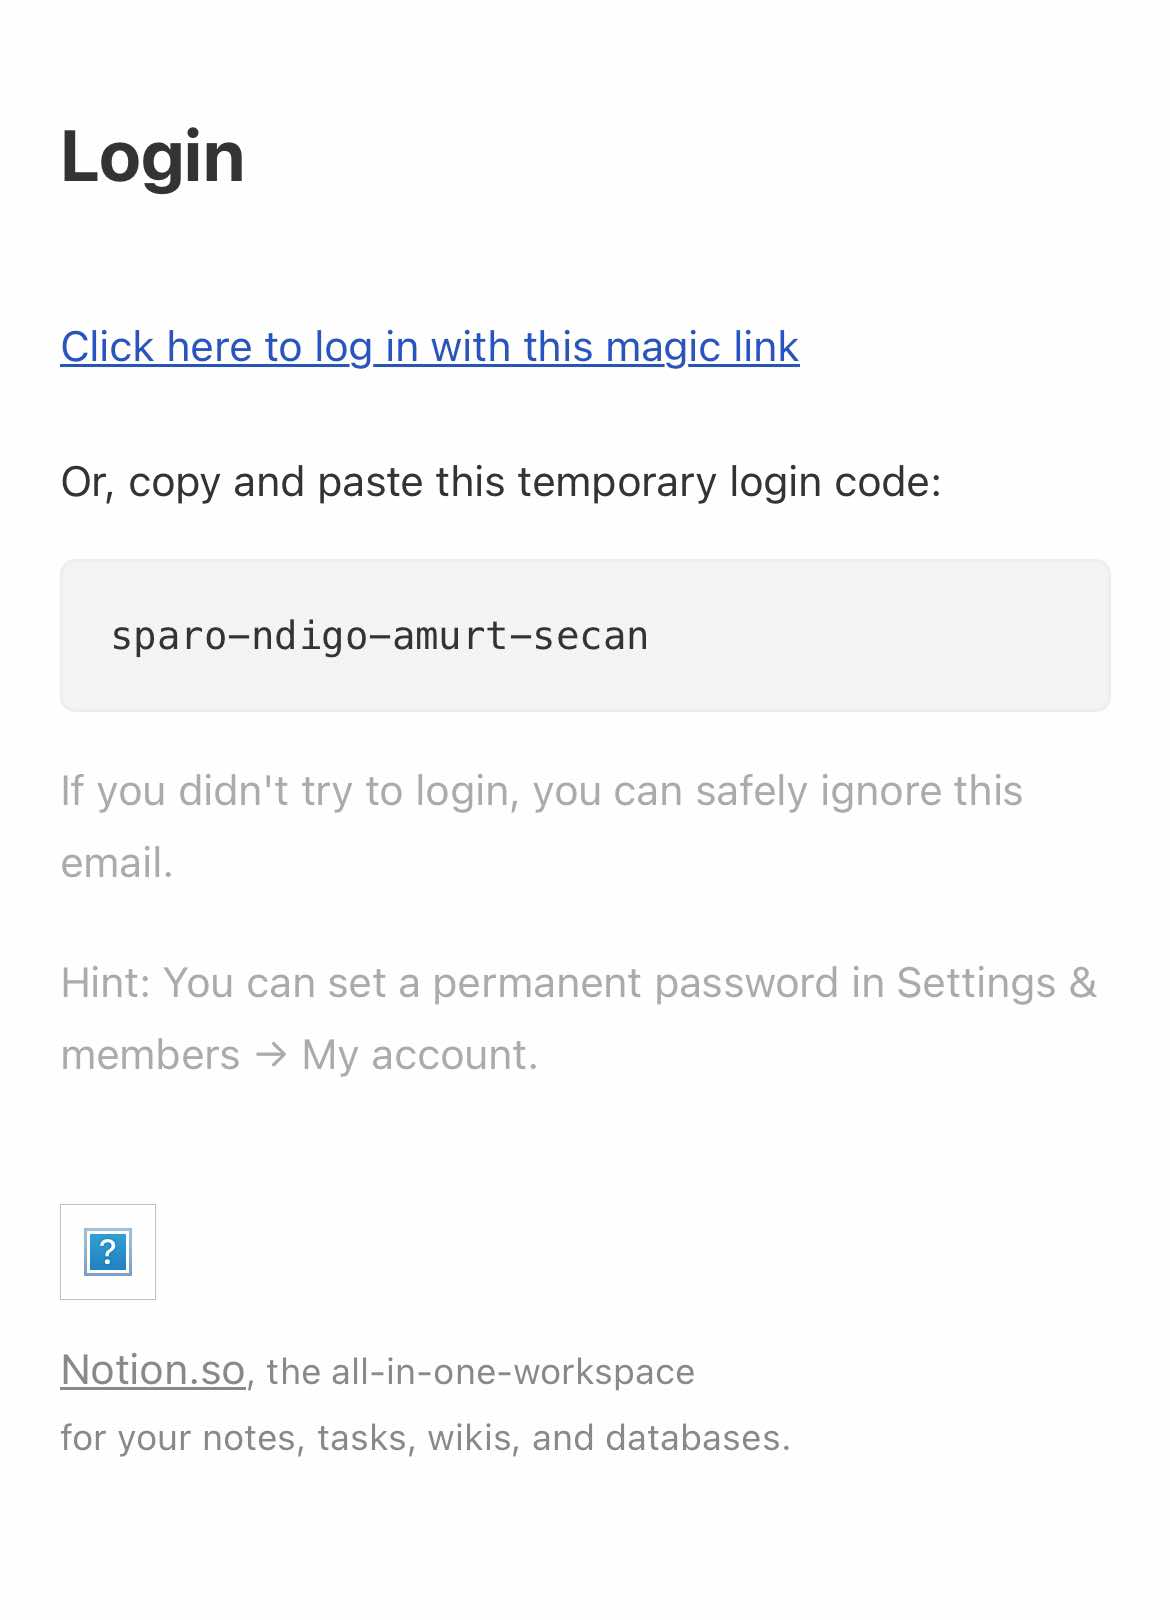 Login
Click here to log in with this magic link
Or, copy and paste this temporary login code:
sparo-ndigo-amurt-secan
If you didn't try to login, you can safely ignore this
email.
Hint: You can set a permanent password in Settings &
members → My account.
?
Notion.so, the all-in-one-workspace
for your notes, tasks, wikis, and databases.